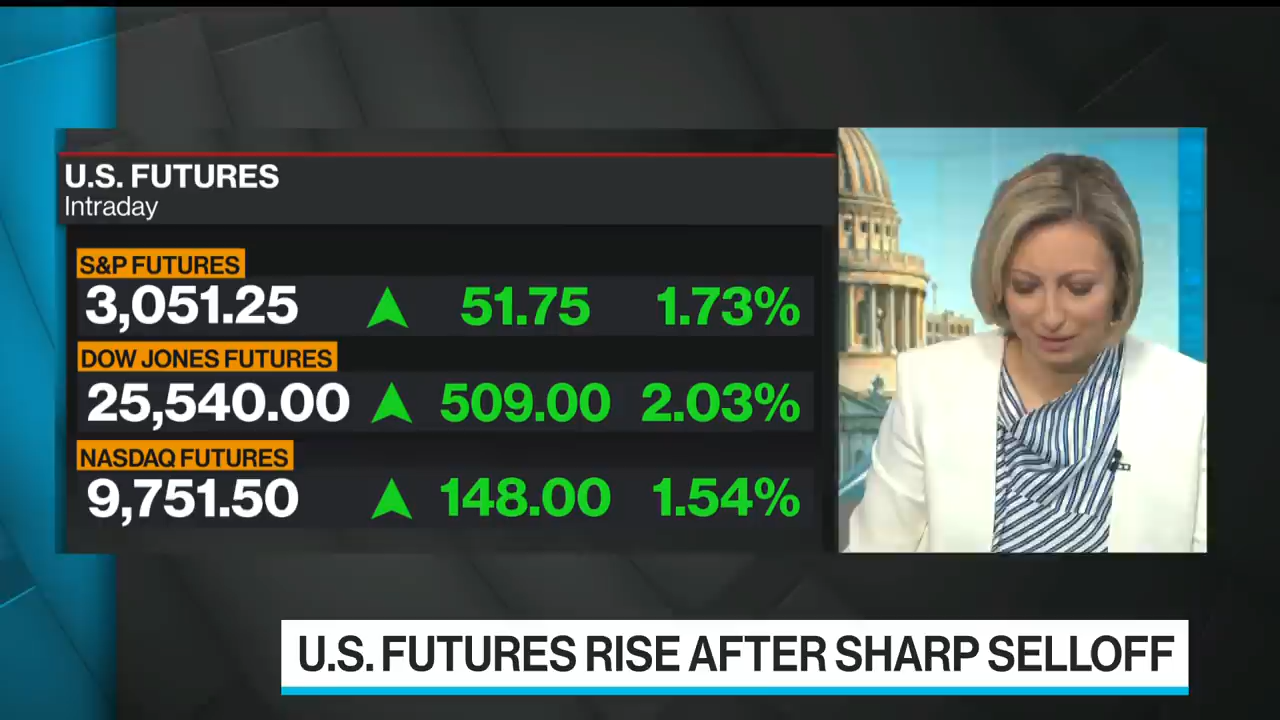 U.S. FUTURES
Intraday
S&P FUTURES
3,051.25 ▲ 51.75 1.73%
DOW JONES FUTURES
25,540.00 ▲ 509.00 2.03%
NASDAQ FUTURES
9,751.50 ▲ 148.00 1.54%
U.S. FUTURES RISE AFTER SHARP SELLOFF